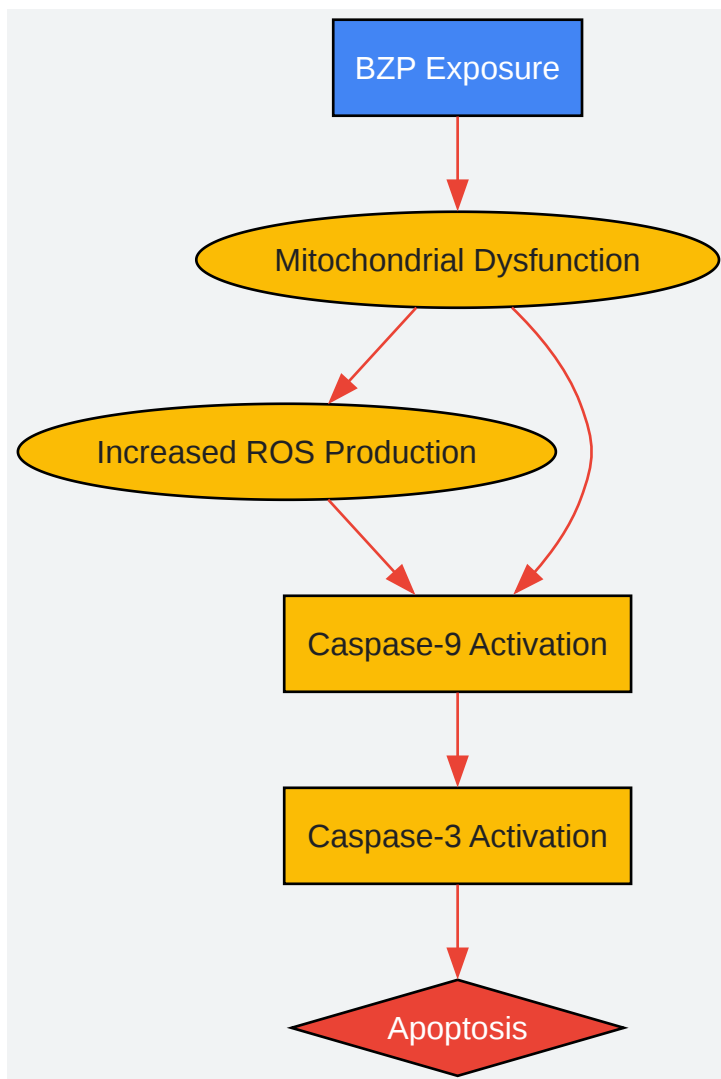 BZP Exposure
Mitochondrial Dysfunction
Increased ROS Production
Caspase-9 Activation
Caspase-3 Activation
Apoptosis